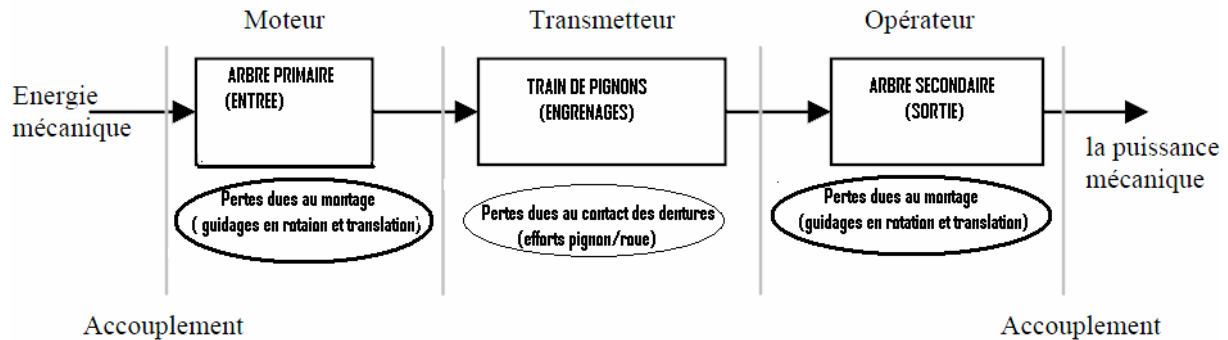 Moteur
Transmetteur
Opérateur
Energie
mécanique
ARBRE PRIMAIRE
(ENTREE)
TRAIN DE PIGNONS
(ENGRENAGES)
ARBRE SECONDAIRE
(SORTIE)
la puissance
mécanique
Pertes dues au montage
( guidages en rotaion et translation)
Pertes dues au contact des dentures
(efforts pignon/roue)
Pertes dues au montage
(guidages en rotation et translation)
Accouplement
Accouplement